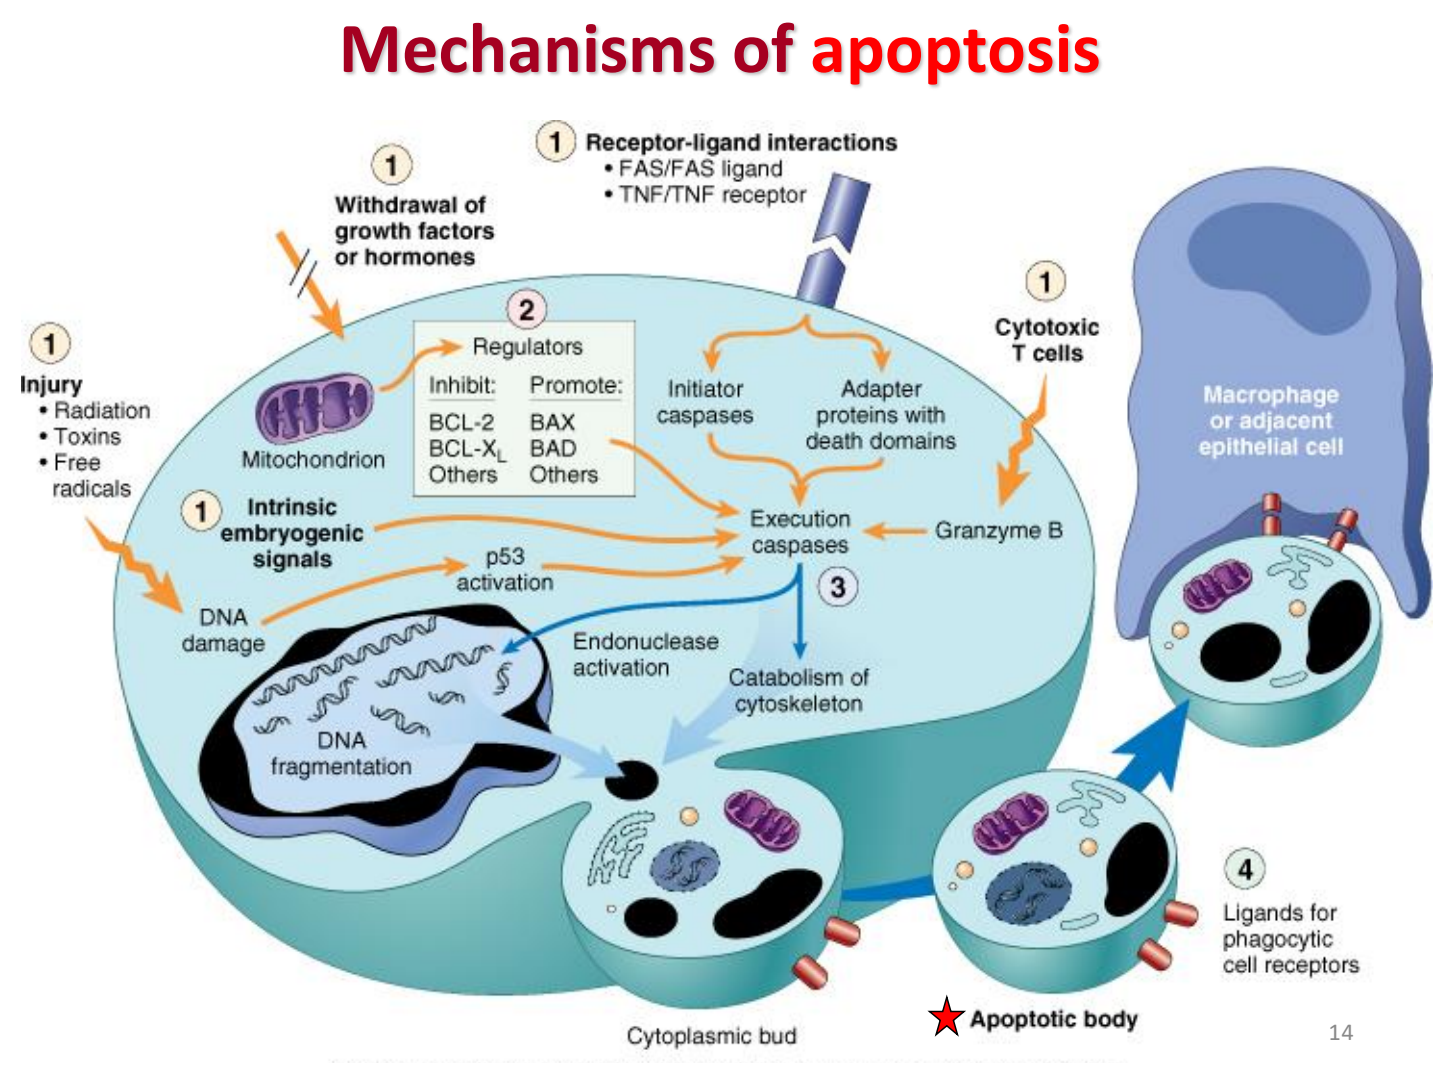 Mechanisms of apoptosis
1
Receptor-ligand interactions
• FAS/FAS ligand
• TNF/TNF receptor
1
Withdrawal of
growth factors
or hormones
1
Cytotoxic
T cells
1
Injury
• Radiation
• Toxins
• Free
radicals
2
Regulators
Inhibit: Promote:
BCL-2 BAX
BCL-XL BAD
Others Others
Mitochondrion
Initiator
caspases
Adapter
proteins with
death domains
Macrophage
or adjacent
epithelial cell
1
Intrinsic
embryogenic
signals
Execution
caspases
Granzyme B
p53
activation
3
DNA
damage
Endonuclease
activation
Catabolism of
cytoskeleton
DNA
fragmentation
4
Ligands for
phagocytic
cell receptors
Cytoplasmic bud
Apoptotic body
14